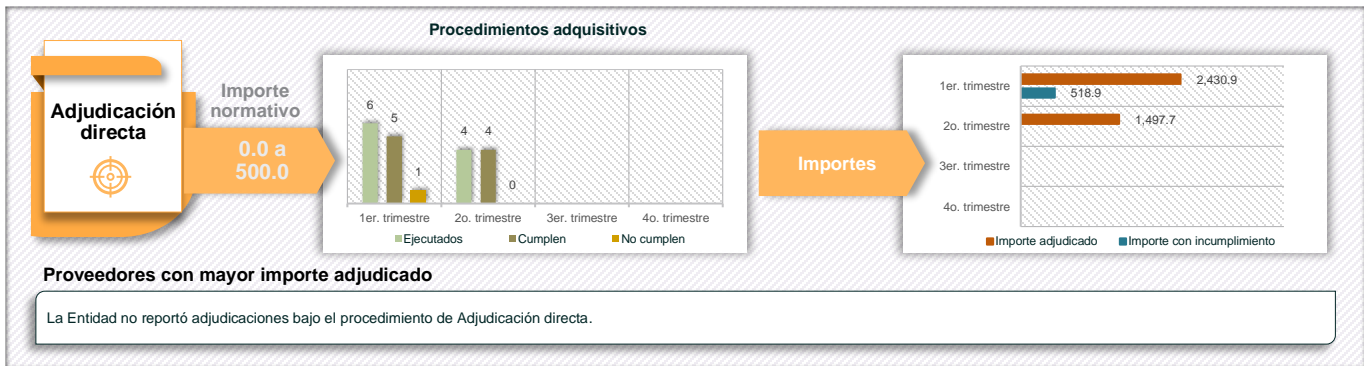 Procedimientos adquisitivos
Adjudicación
directa
Importe
normativo
0.0 a
500.0
6
5
1
4
4
0
1er. trimestre
2o. trimestre
3er. trimestre
4o. trimestre
Ejecutados
Cumplen
No cumplen
Importes
1er. trimestre
2,430.9
518.9
2o. trimestre
1,497.7
3er. trimestre
4o. trimestre
Importe adjudicado
Importe con incumplimiento
Proveedores con mayor importe adjudicado
La Entidad no reportó adjudicaciones bajo el procedimiento de Adjudicación directa.